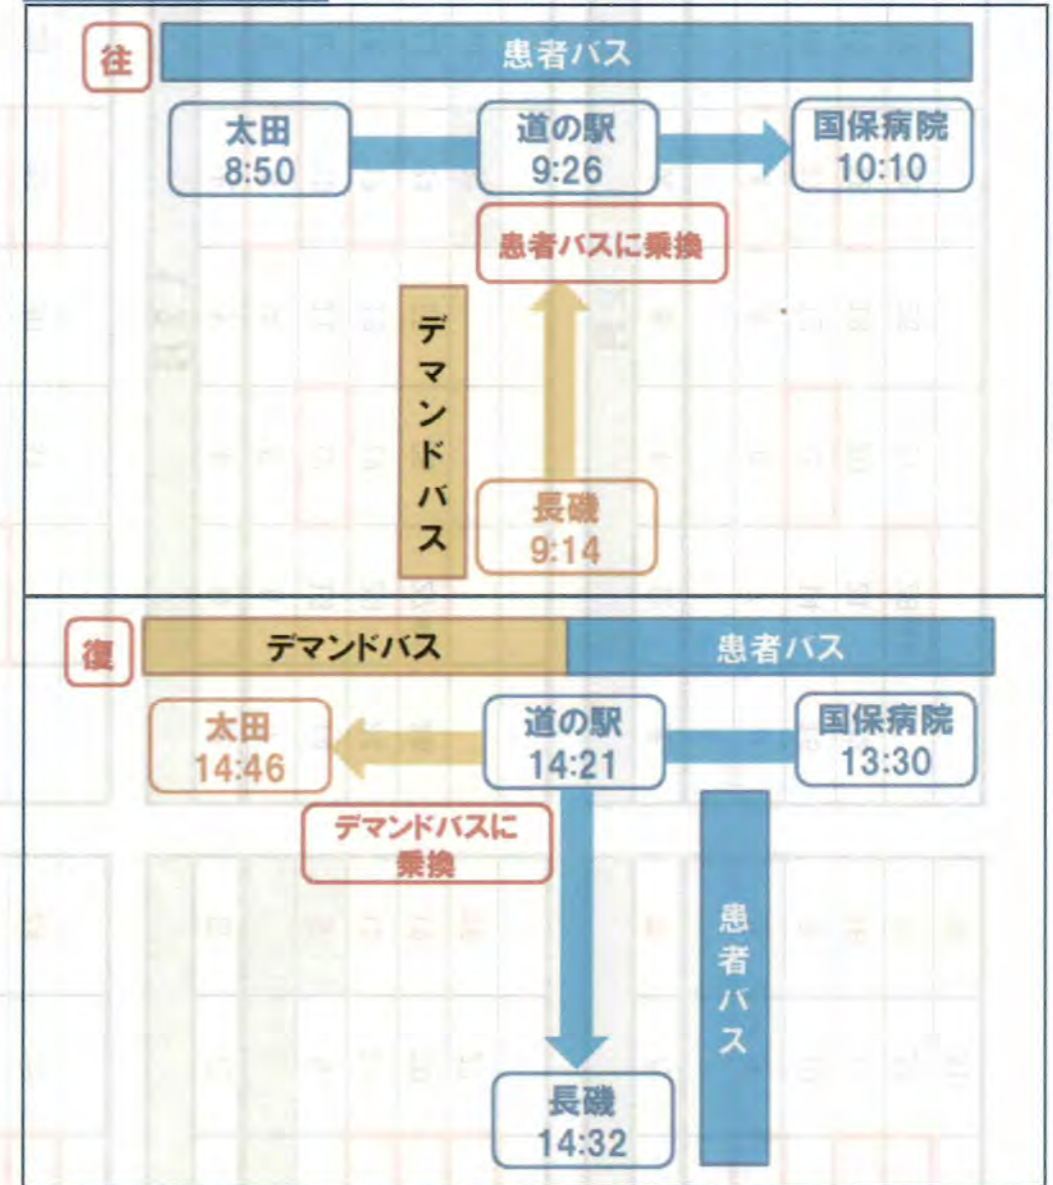 往
患者バス
太田
8:50
道の駅
9:26
国保病院
10:10
患者バスに乗換
デマンドバス
長磯
9:14
復
デマンドバス
患者バス
太田
14:46
道の駅
14:21
国保病院
13:30
デマンドバスに
乗換
患者バス
長磯
14:32